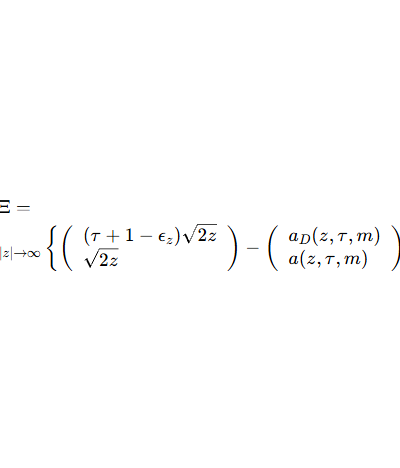 Ξ =
|z|→∞ { ( (τ + 1 − ϵ_z)√2z
√2z ) − ( a_D(z, τ, m)
a(z, τ, m) )